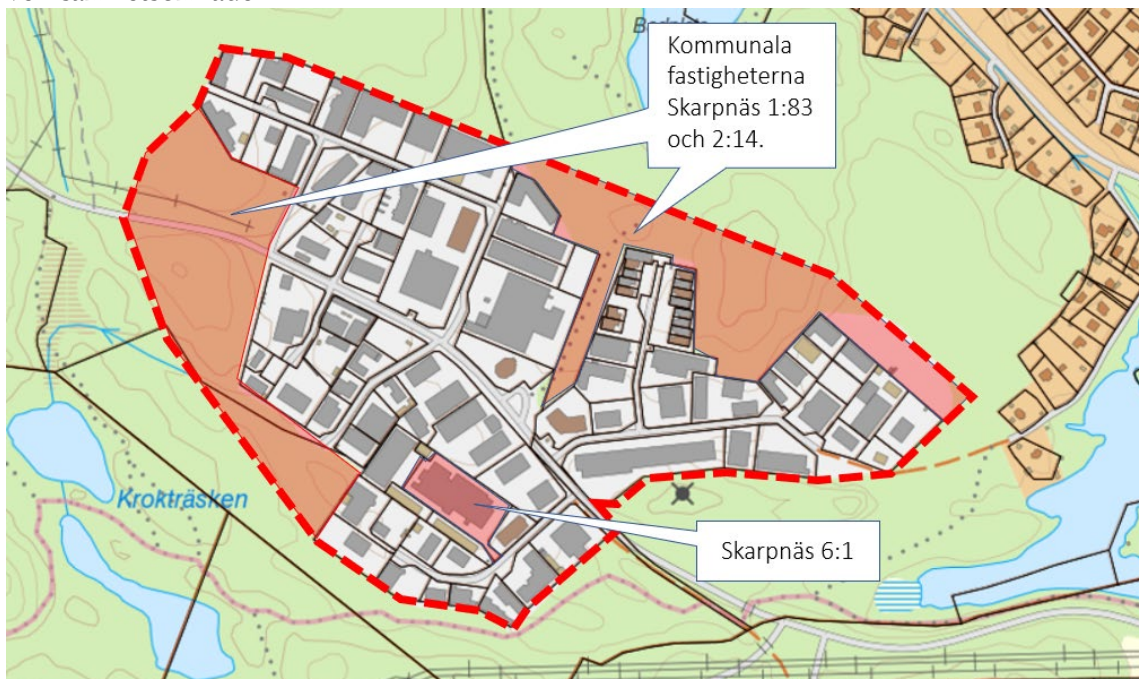 Kommunala
fastigheterna
Skarpnäs 1:83
och 2:14.
Krokträsken
Skarpnäs 6:1